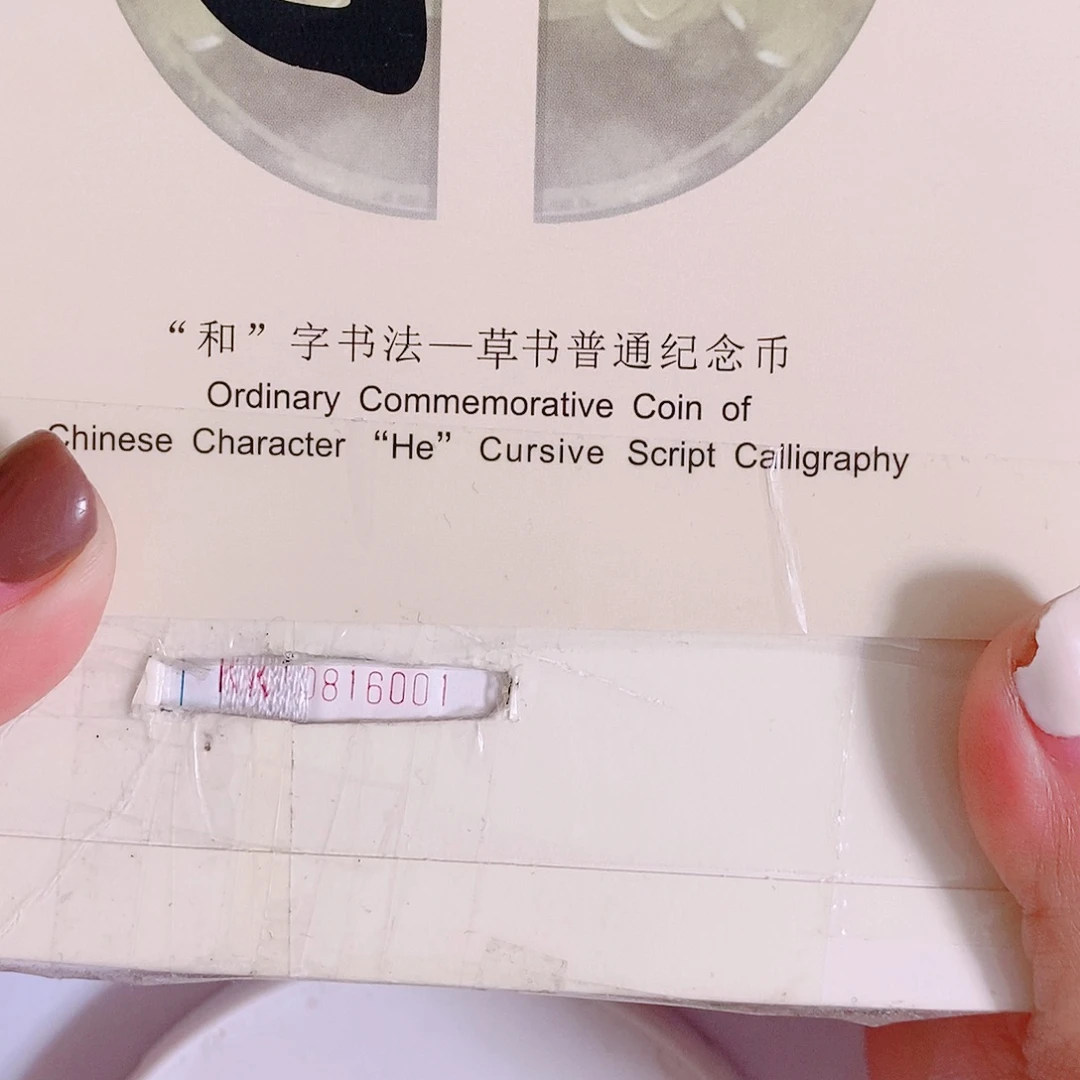 “和”字书法—草书普通纪念币
Ordinary Commemorative Coin of
Chinese Character “He” Cursive Script Calligraphy
0816001